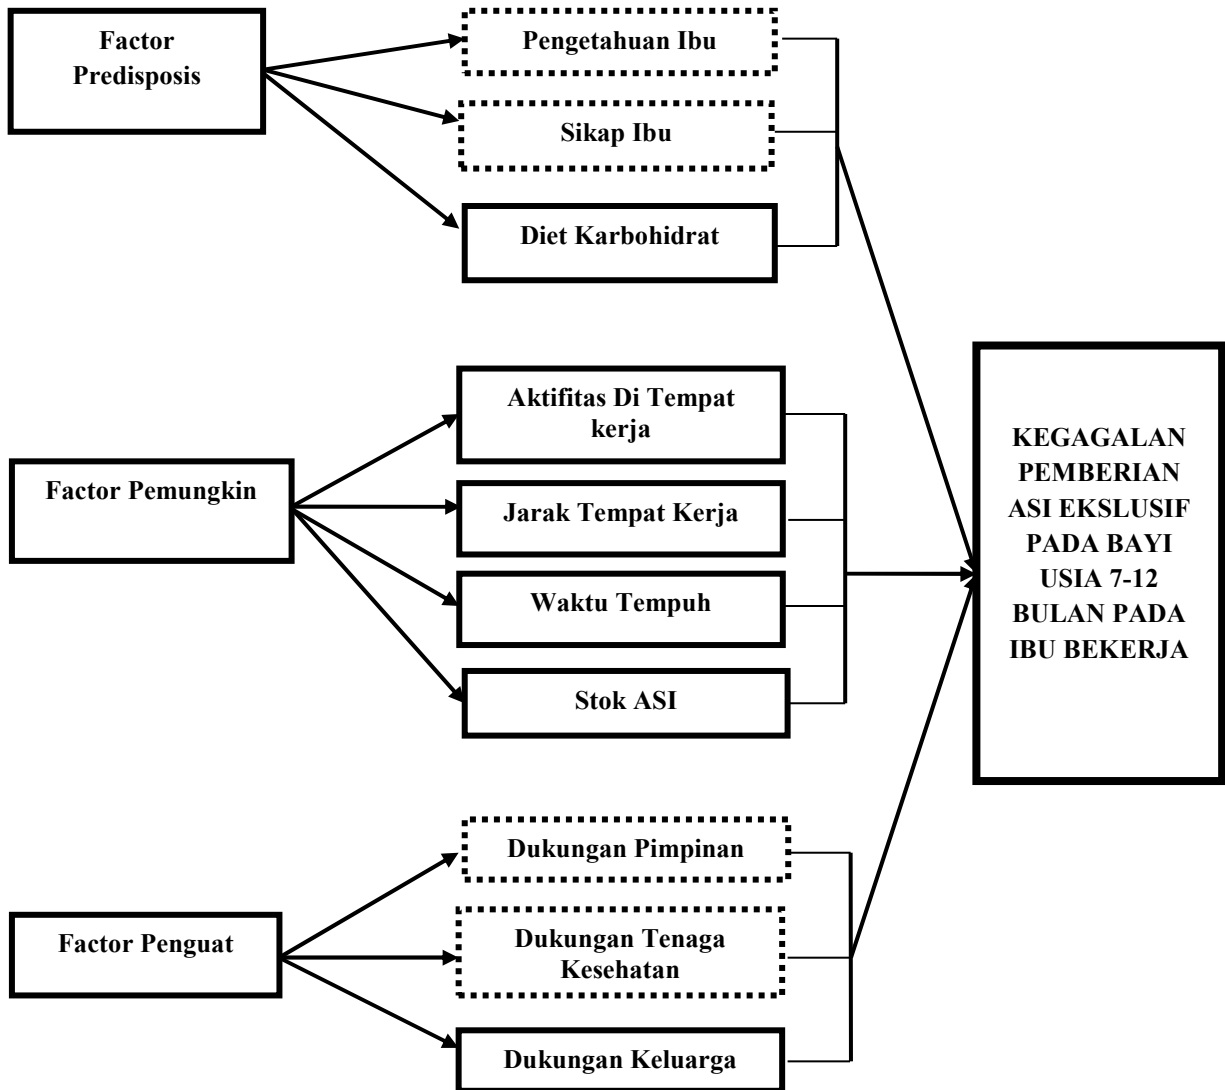 Factor
Predisposis
Pengetahuan Ibu
Sikap Ibu
Diet Karbohidrat
Factor Pemungkin
Aktifitas Di Tempat
kerja
Jarak Tempat Kerja
Waktu Tempuh
Stok ASI
Factor Penguat
Dukungan Pimpinan
Dukungan Tenaga
Kesehatan
Dukungan Keluarga
KEGAGALAN
PEMBERIAN
ASI EKSLUSIF
PADA BAYI
USIA 7-12
BULAN PADA
IBU BEKERJA